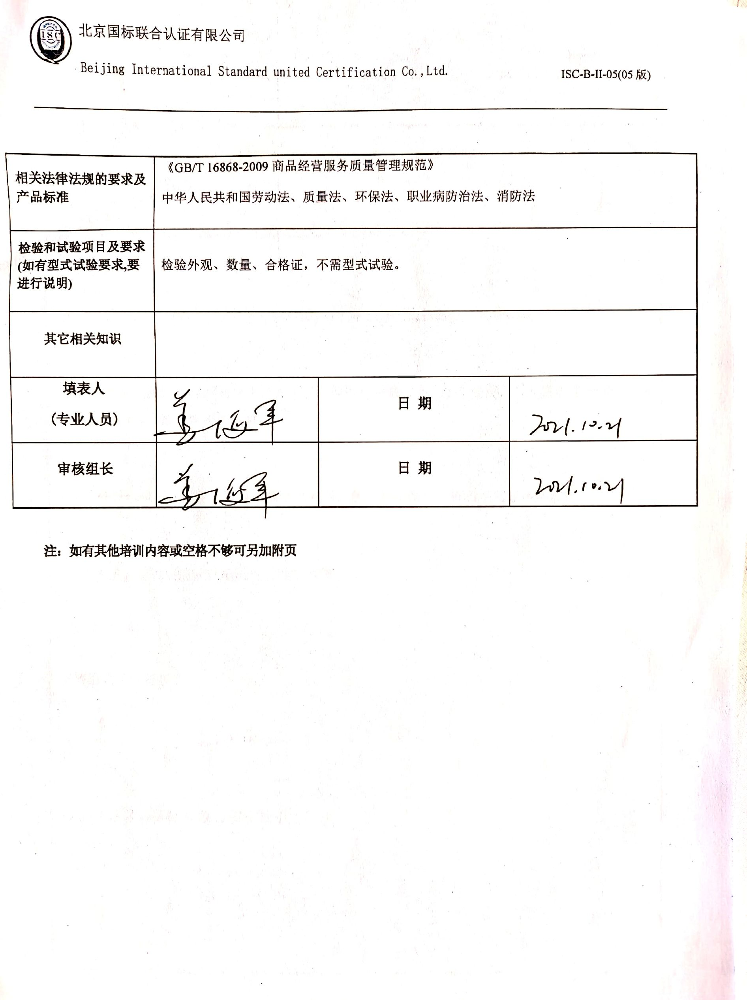 ISC
北京国标联合认证有限公司
Beijing International Standard united Certification Co.,Ltd.
ISC-B-II-05(05 版)
相关法律法规的要求及
产品标准
《GB/T 16868-2009 商品经营服务质量管理规范》
中华人民共和国劳动法、质量法、环保法、职业病防治法、消防法
检验和试验项目及要求
(如有型式试验要求,要
进行说明)
检验外观、数量、合格证，不需型式试验。
其它相关知识
填表人
(专业人员)
日 期
2021.10.21
审核组长
日 期
2021.10.21
注：如有其他培训内容或空格不够可另加附页